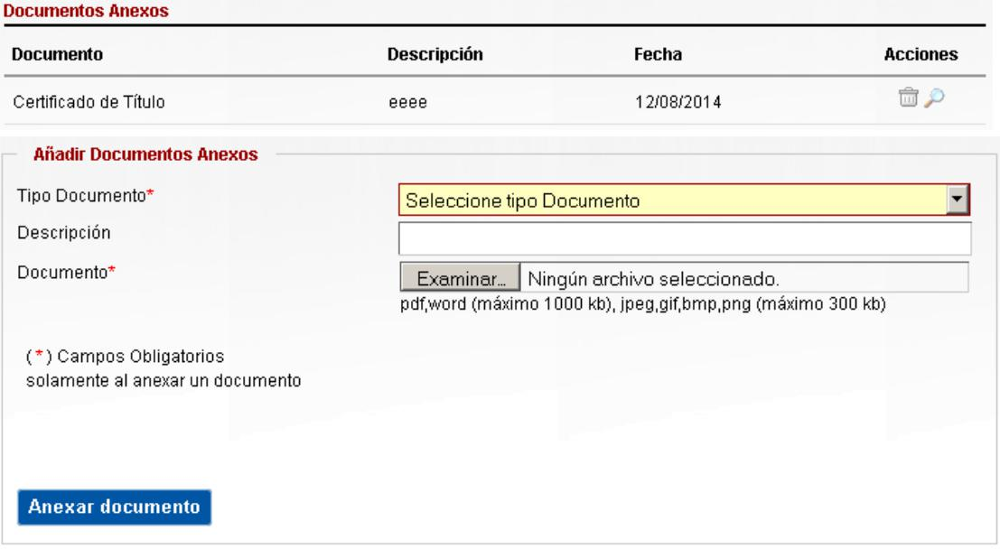 Documentos Anexos
Documento Descripción Fecha Acciones
Certificado de Título eeee 12/08/2014
Añadir Documentos Anexos
Tipo Documento* Seleccione tipo Documento
Descripción
Documento* Examinar... Ningún archivo seleccionado.
pdf,word (máximo 1000 kb), jpeg,gif,bmp,png (máximo 300 kb)
(*) Campos Obligatorios
solamente al anexar un documento
Anexar documento